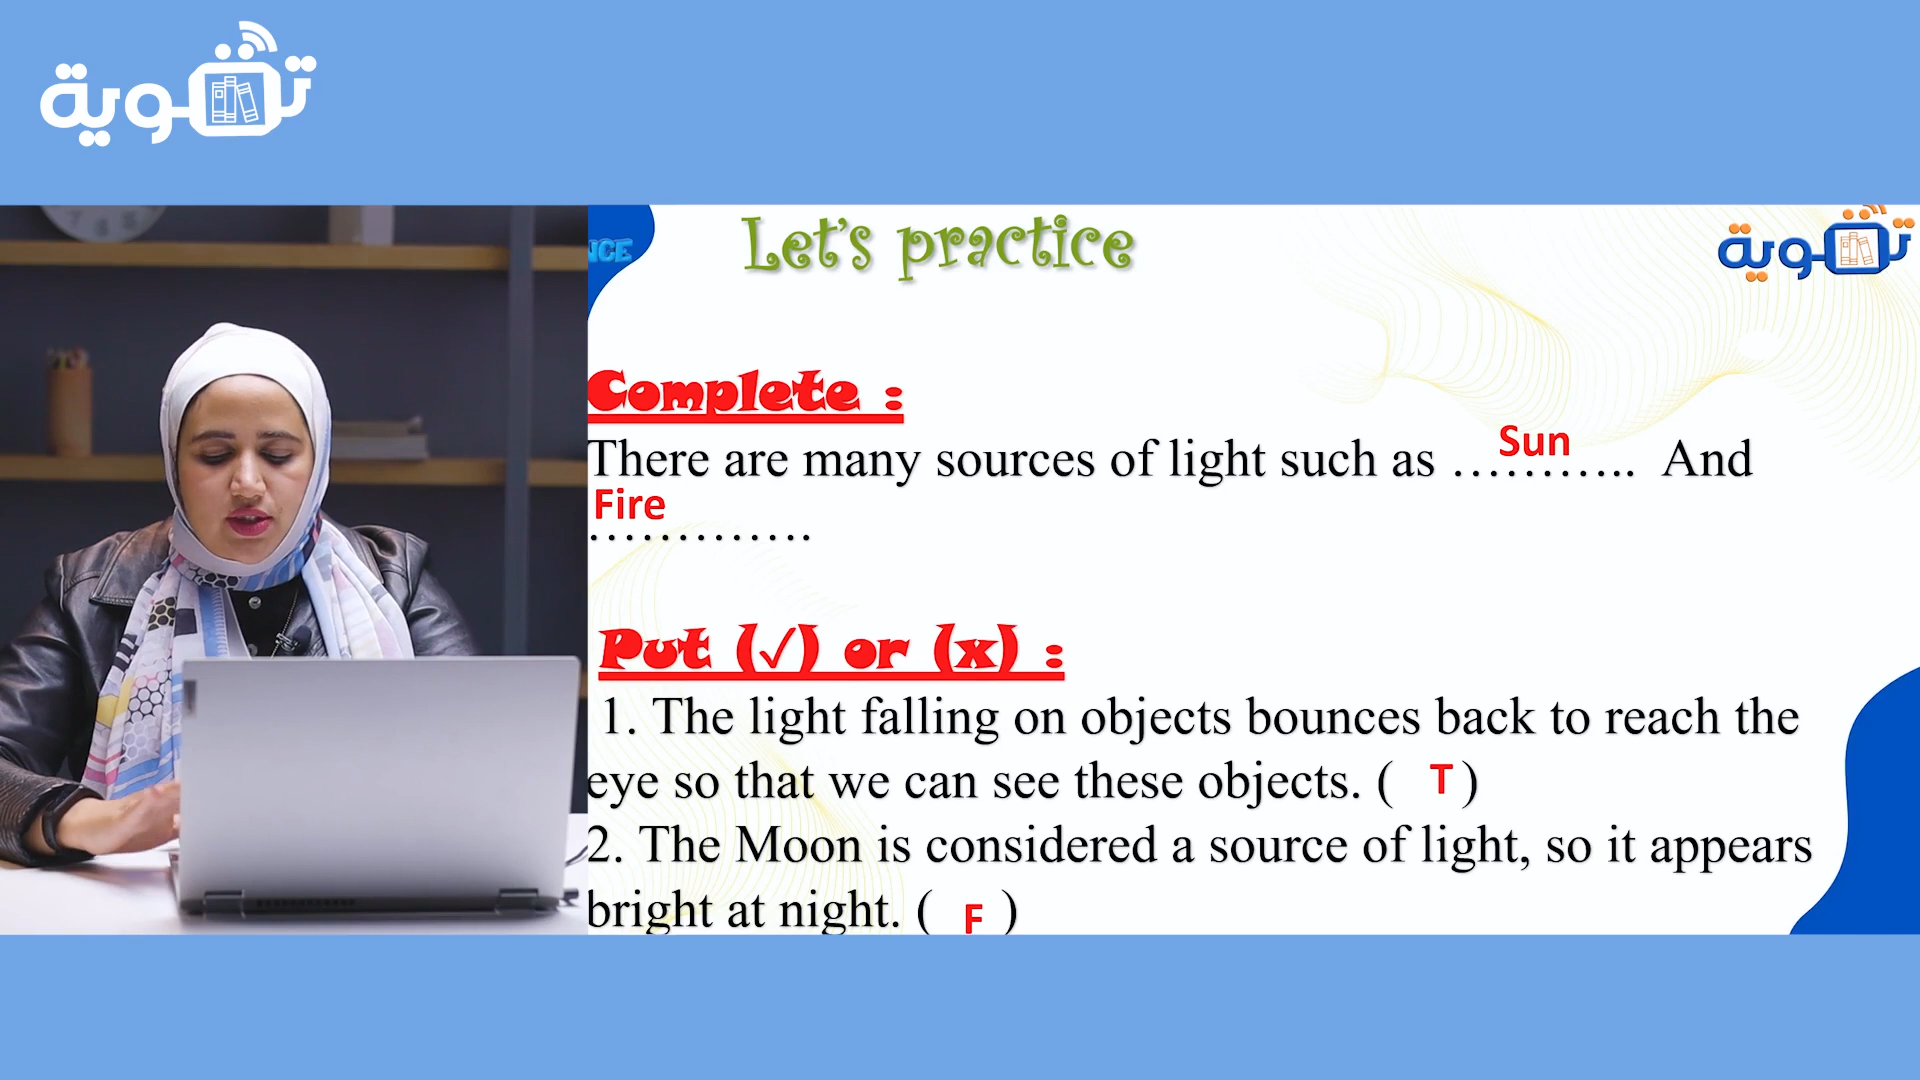 تقوية
NCE
Let's practice
تقوية
Complete :
There are many sources of light such as ........... And
Sun
Fire
.............
Put (✓) or (x) :
1. The light falling on objects bounces back to reach the
eye so that we can see these objects. ( T )
2. The Moon is considered a source of light, so it appears
bright at night. ( F )